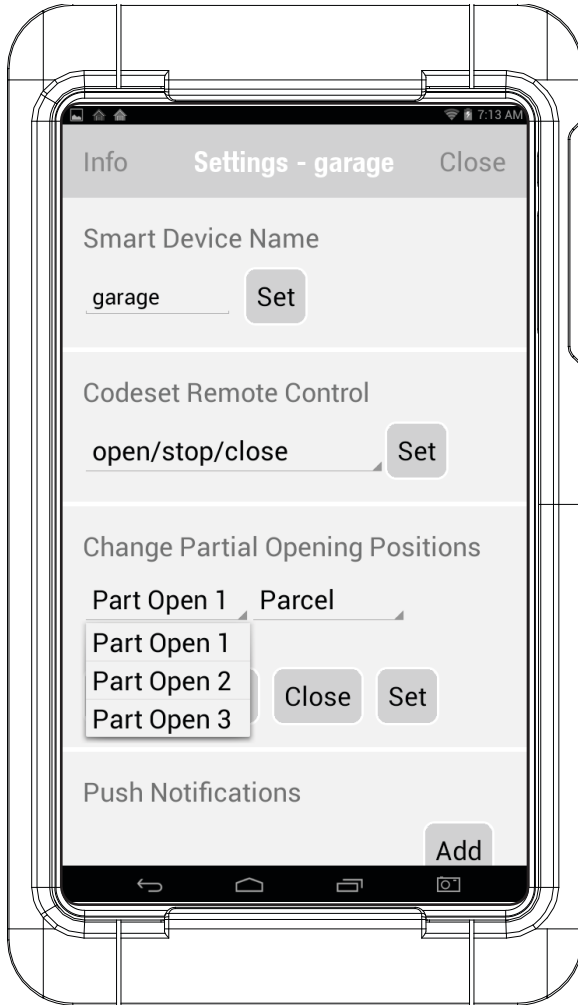 7:13 AM
Info Settings - garage Close
Smart Device Name
garage Set
Codeset Remote Control
open/stop/close Set
Change Partial Opening Positions
Part Open 1 Parcel
Part Open 1
Part Open 2
Close Set
Part Open 3
Push Notifications
Add